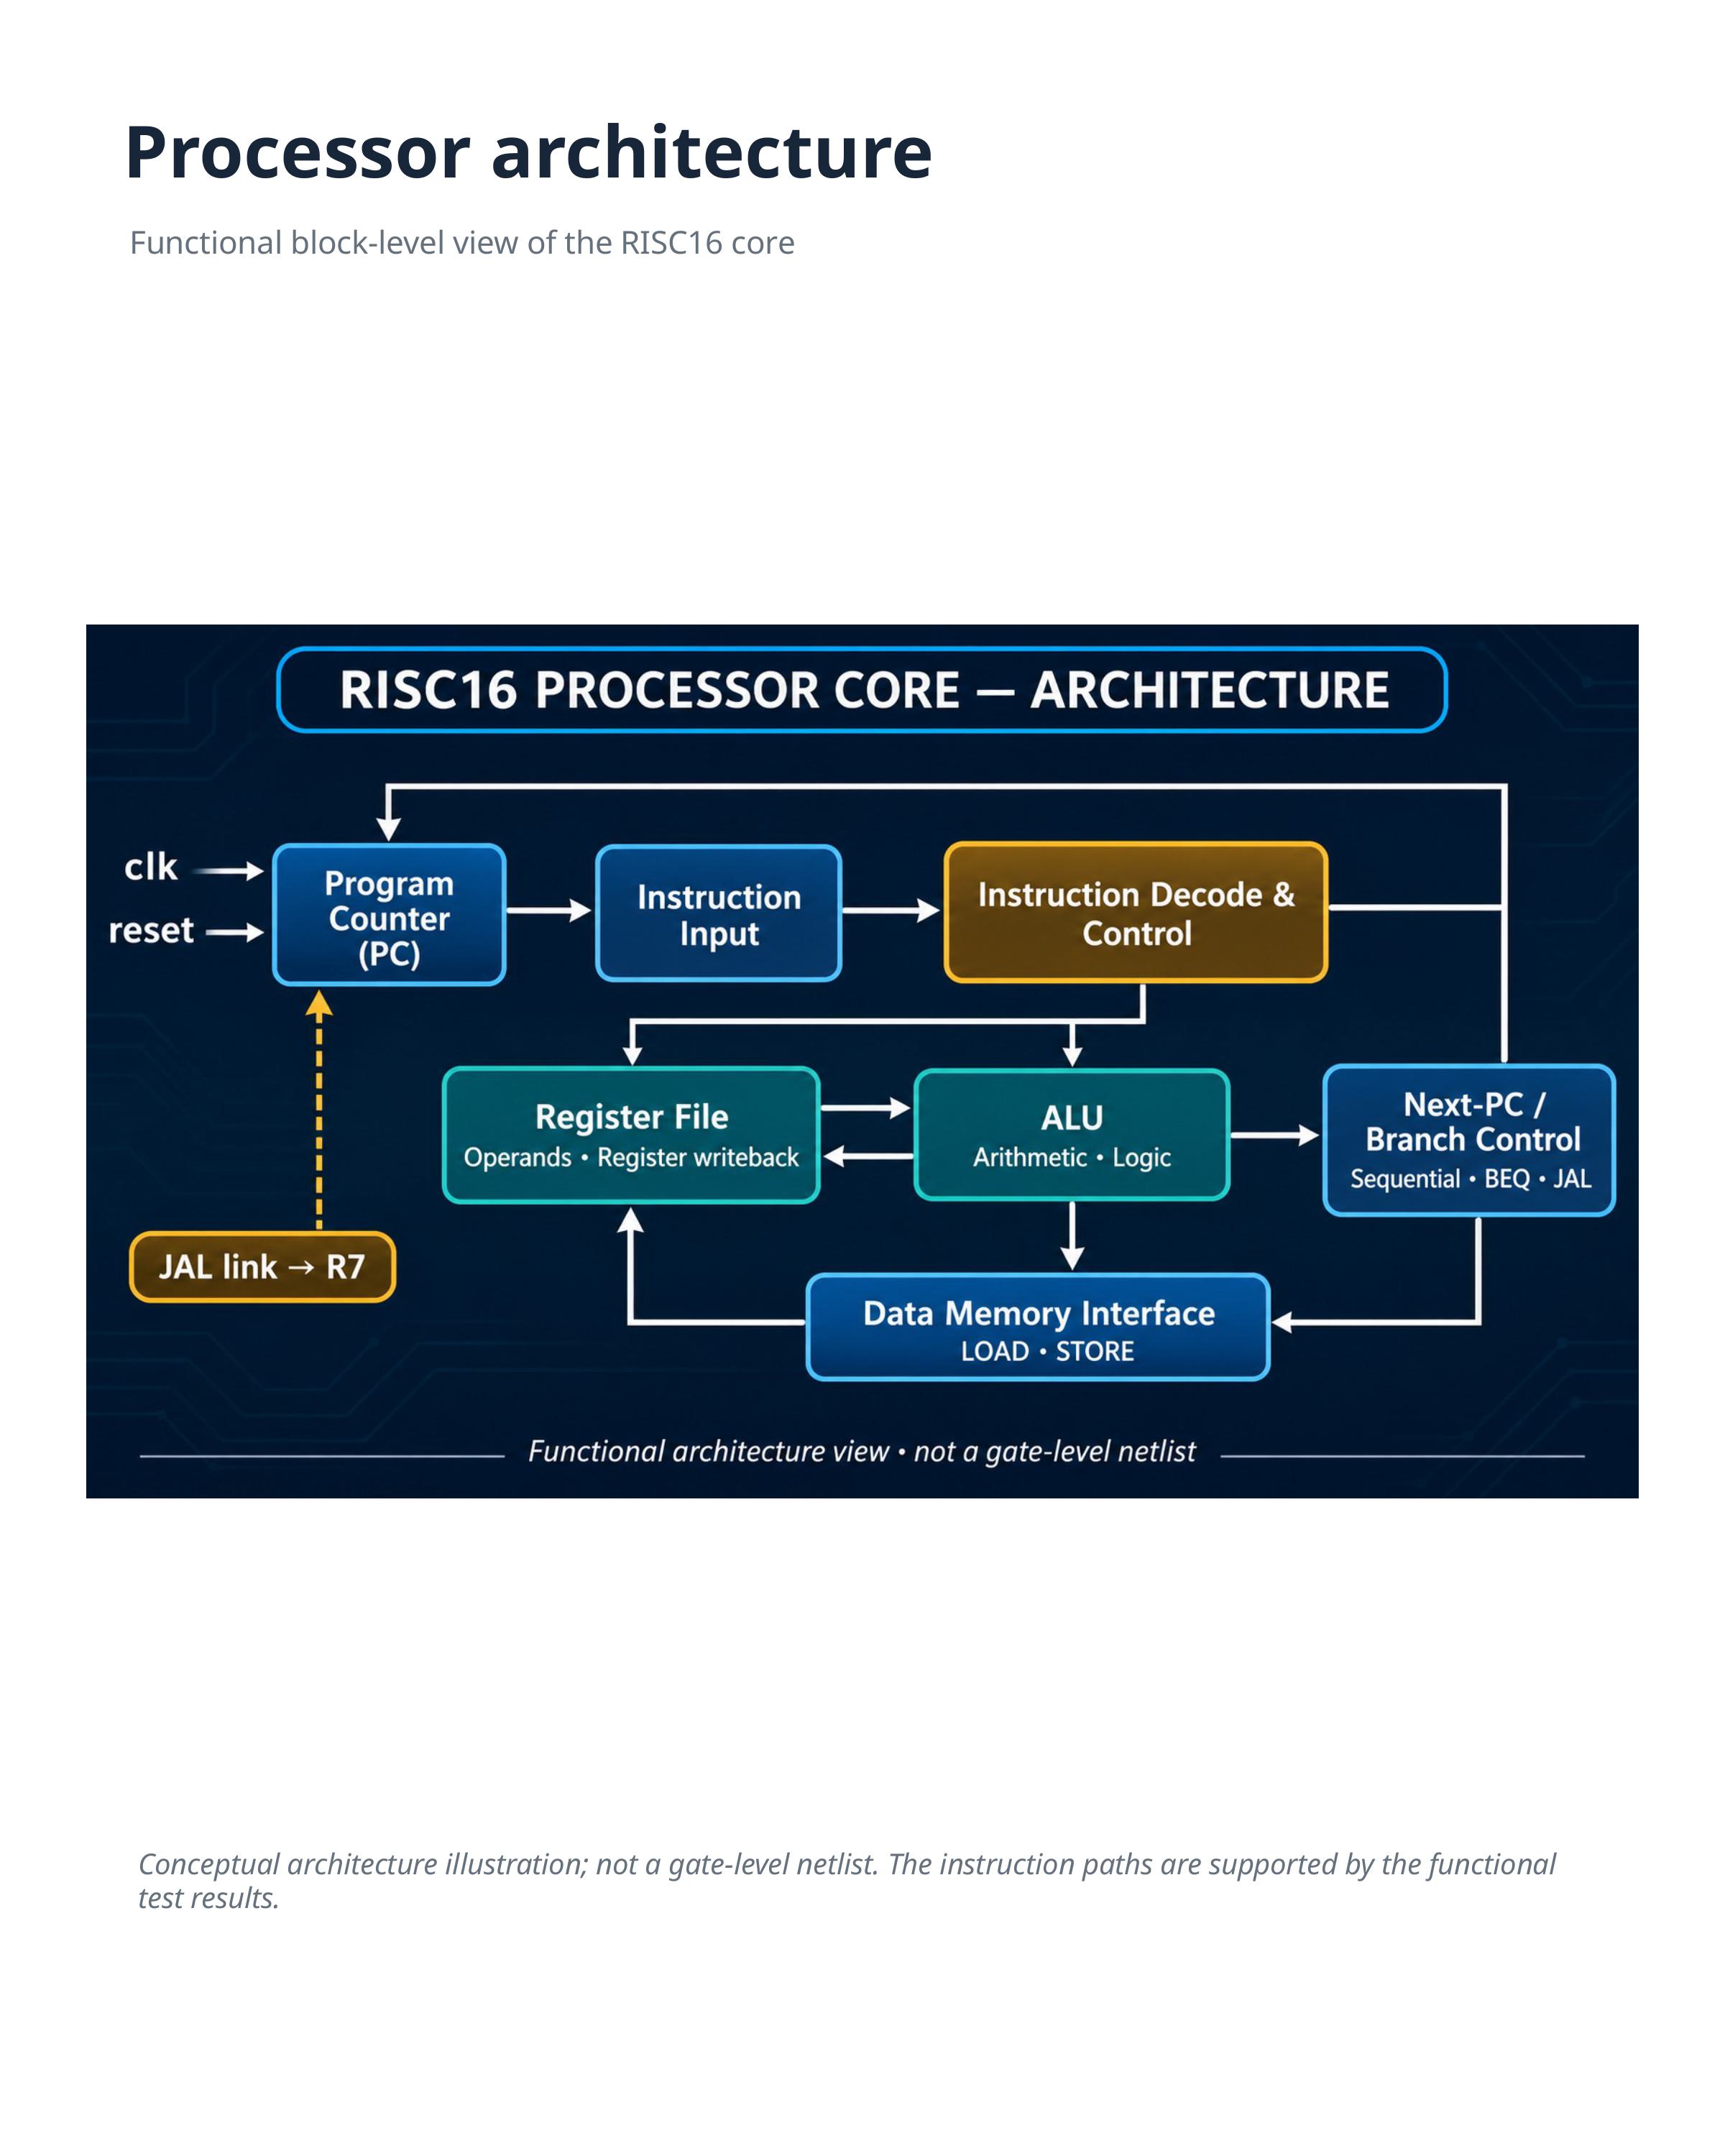 Processor architecture
Functional block-level view of the RISC16 core
RISC16 PROCESSOR CORE — ARCHITECTURE
clk
reset
Program
Counter
(PC)
Instruction
Input
Instruction Decode &
Control
Register File
Operands • Register writeback
ALU
Arithmetic • Logic
Next-PC /
Branch Control
Sequential • BEQ • JAL
JAL link → R7
Data Memory Interface
LOAD • STORE
Functional architecture view • not a gate-level netlist
Conceptual architecture illustration; not a gate-level netlist. The instruction paths are supported by the functional
test results.